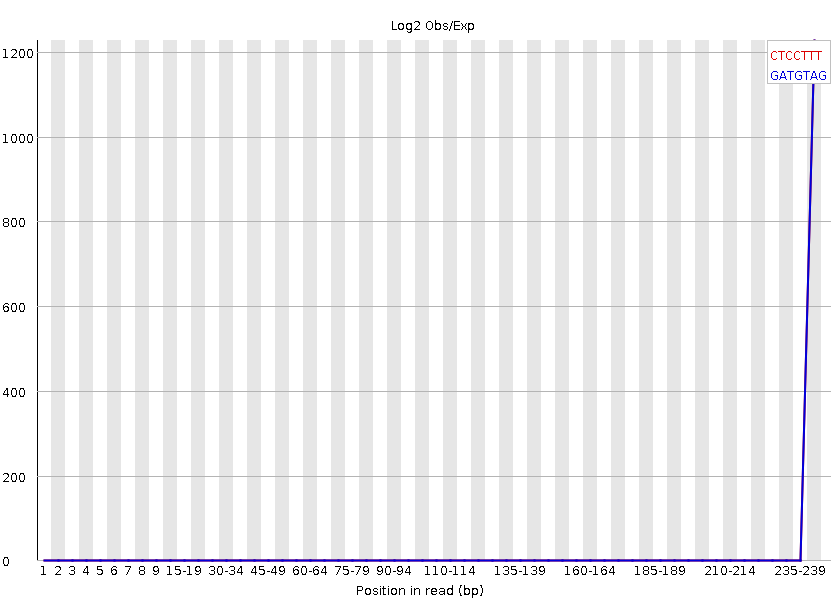 Log2 Obs/Exp
CTCCTTT
GATGTAG
1200
1000
800
600
400
200
0
1 2 3 4 5 6 7 8 9 15-19 30-34 45-49 60-64 75-79 90-94 110-114 135-139 160-164 185-189 210-214 235-239
Position in read (bp)